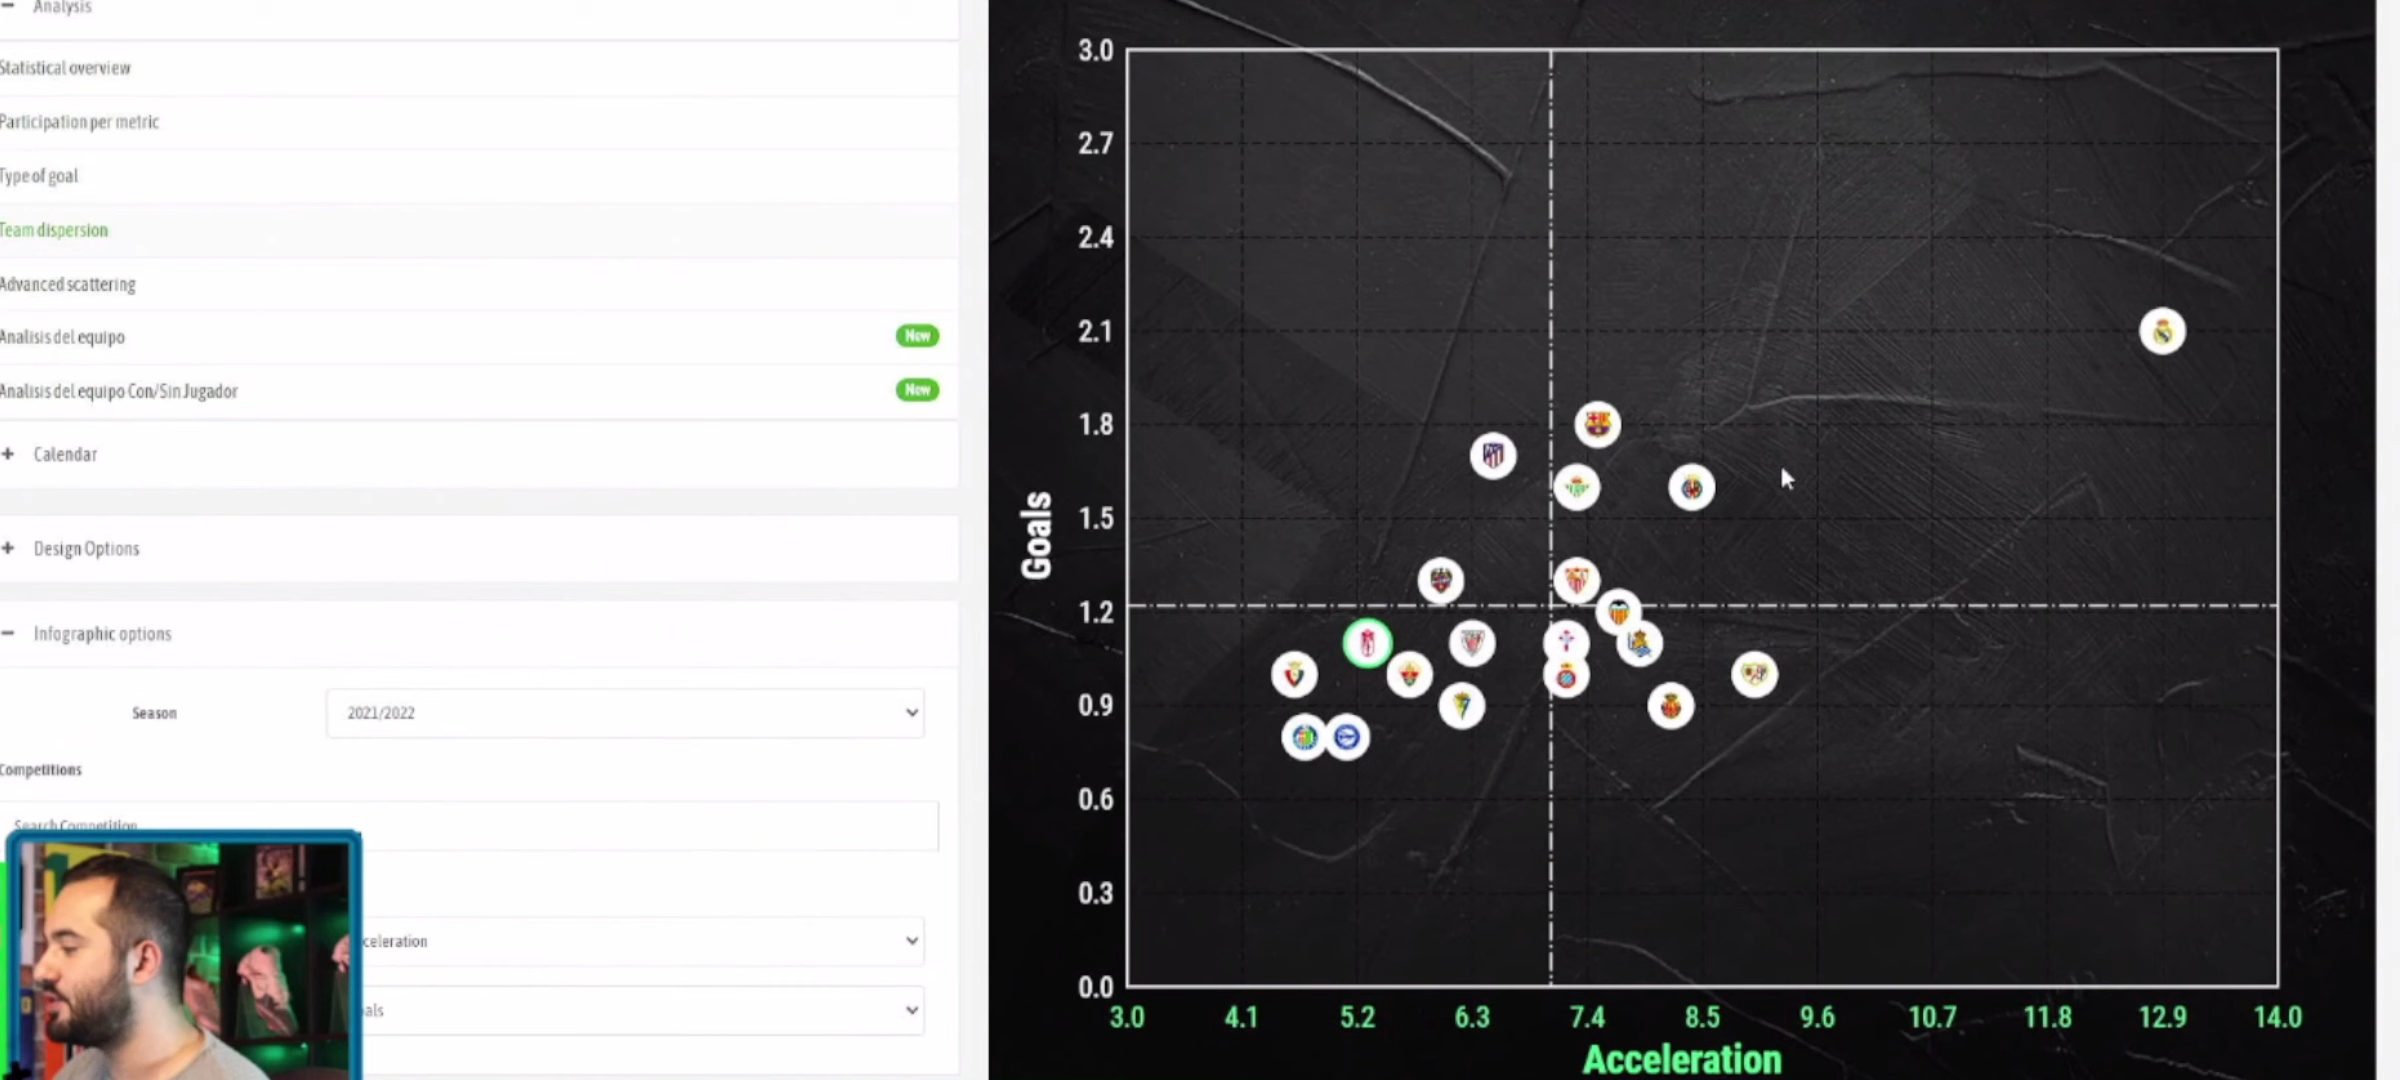 Analysis
Statistical overview
Participation per metric
Type of goal
Team dispersion
Advanced scattering
Analisis del equipo New
Analisis del equipo Con/Sin Jugador New
+ Calendar
+ Design Options
Infographic options
Season 2021/2022
Competitions
Search Competition
celeration
als
Goals
3.0
2.7
2.4
2.1
1.8
1.5
1.2
0.9
0.6
0.3
0.0
3.0 4.1 5.2 6.3 7.4 8.5 9.6 10.7 11.8 12.9 14.0
Acceleration